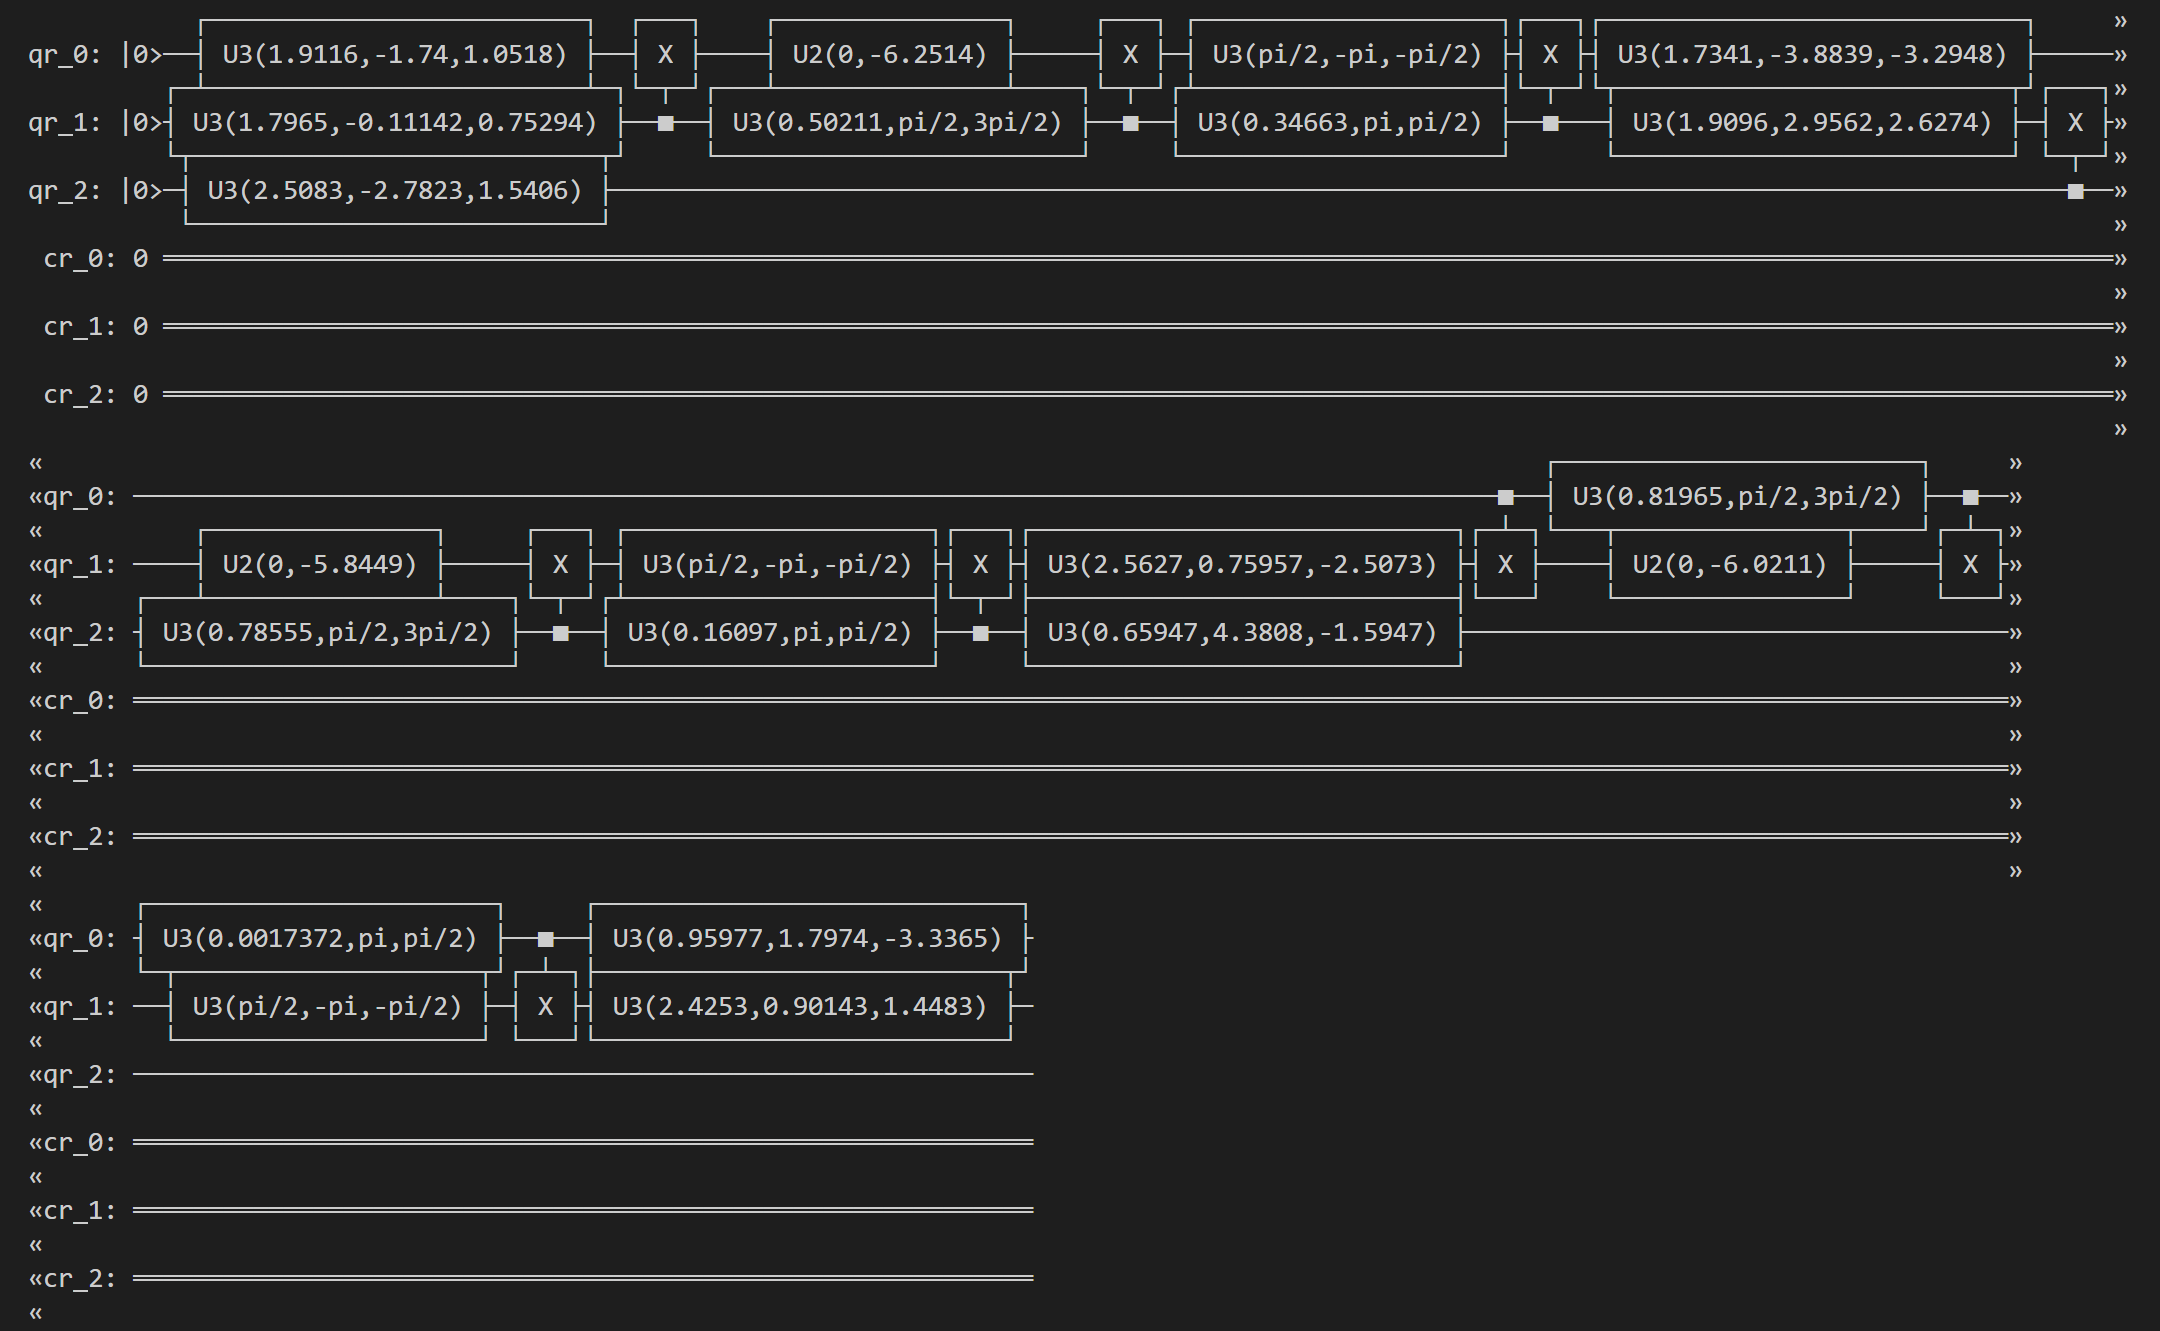 »
qr_0: |0> U3(1.9116,-1.74,1.0518) X U2(0,-6.2514) X U3(pi/2,-pi,-pi/2) X U3(1.7341,-3.8839,-3.2948) »
»
qr_1: |0> U3(1.7965,-0.11142,0.75294) ■ U3(0.50211,pi/2,3pi/2) ■ U3(0.34663,pi,pi/2) ■ U3(1.9096,2.9562,2.6274) X »
»
qr_2: |0> U3(2.5083,-2.7823,1.5406) ■ »
»
cr_0: 0 »
»
cr_1: 0 »
»
cr_2: 0 »
»
« »
«qr_0: ■ U3(0.81965,pi/2,3pi/2) ■ »
« »
«qr_1: U2(0,-5.8449) X U3(pi/2,-pi,-pi/2) X U3(2.5627,0.75957,-2.5073) X U2(0,-6.0211) X »
« »
«qr_2: U3(0.78555,pi/2,3pi/2) ■ U3(0.16097,pi,pi/2) ■ U3(0.65947,4.3808,-1.5947) »
« »
«cr_0: »
« »
«cr_1: »
« »
«cr_2: »
« »
«
«qr_0: U3(0.0017372,pi,pi/2) ■ U3(0.95977,1.7974,-3.3365)
«
«qr_1: U3(pi/2,-pi,-pi/2) X U3(2.4253,0.90143,1.4483)
«
«qr_2:
«
«cr_0:
«
«cr_1:
«
«cr_2:
«